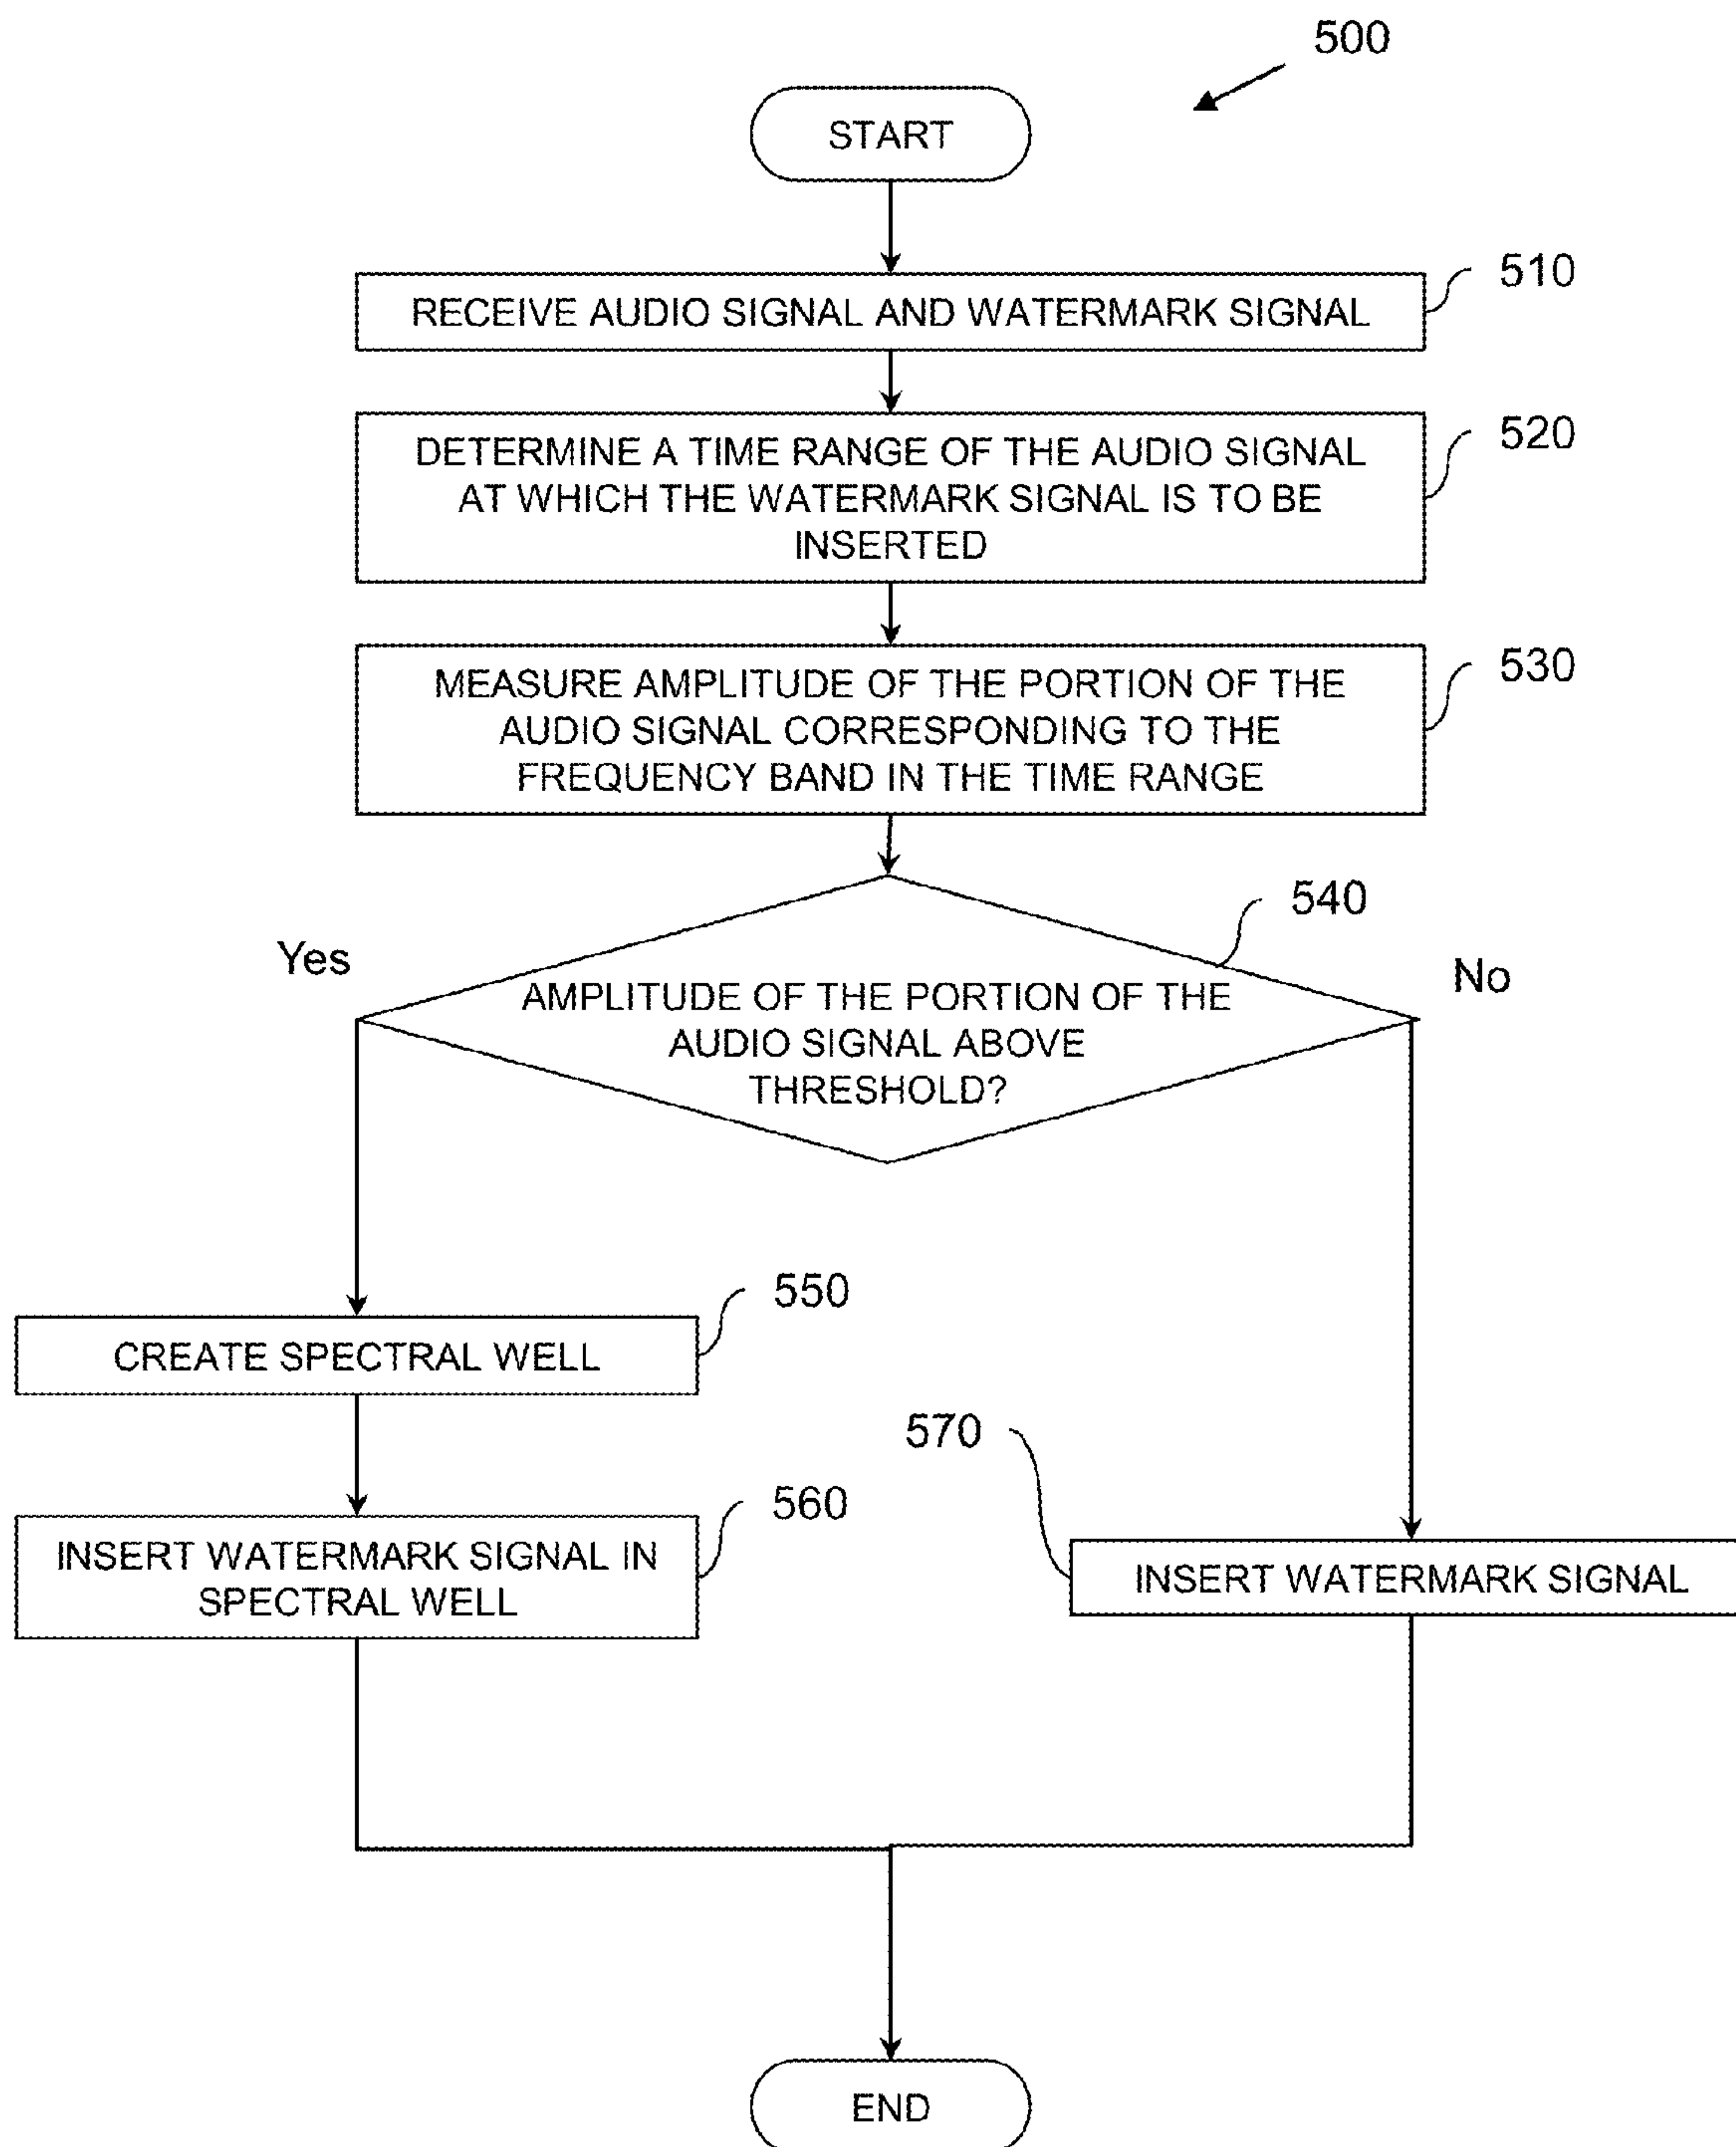 500
START
510
RECEIVE AUDIO SIGNAL AND WATERMARK SIGNAL
520
DETERMINE A TIME RANGE OF THE AUDIO SIGNAL
AT WHICH THE WATERMARK SIGNAL IS TO BE
INSERTED
530
MEASURE AMPLITUDE OF THE PORTION OF THE
AUDIO SIGNAL CORRESPONDING TO THE
FREQUENCY BAND IN THE TIME RANGE
540
Yes
No
AMPLITUDE OF THE PORTION OF THE
AUDIO SIGNAL ABOVE
THRESHOLD?
550
CREATE SPECTRAL WELL
570
560
INSERT WATERMARK SIGNAL IN
SPECTRAL WELL
INSERT WATERMARK SIGNAL
END